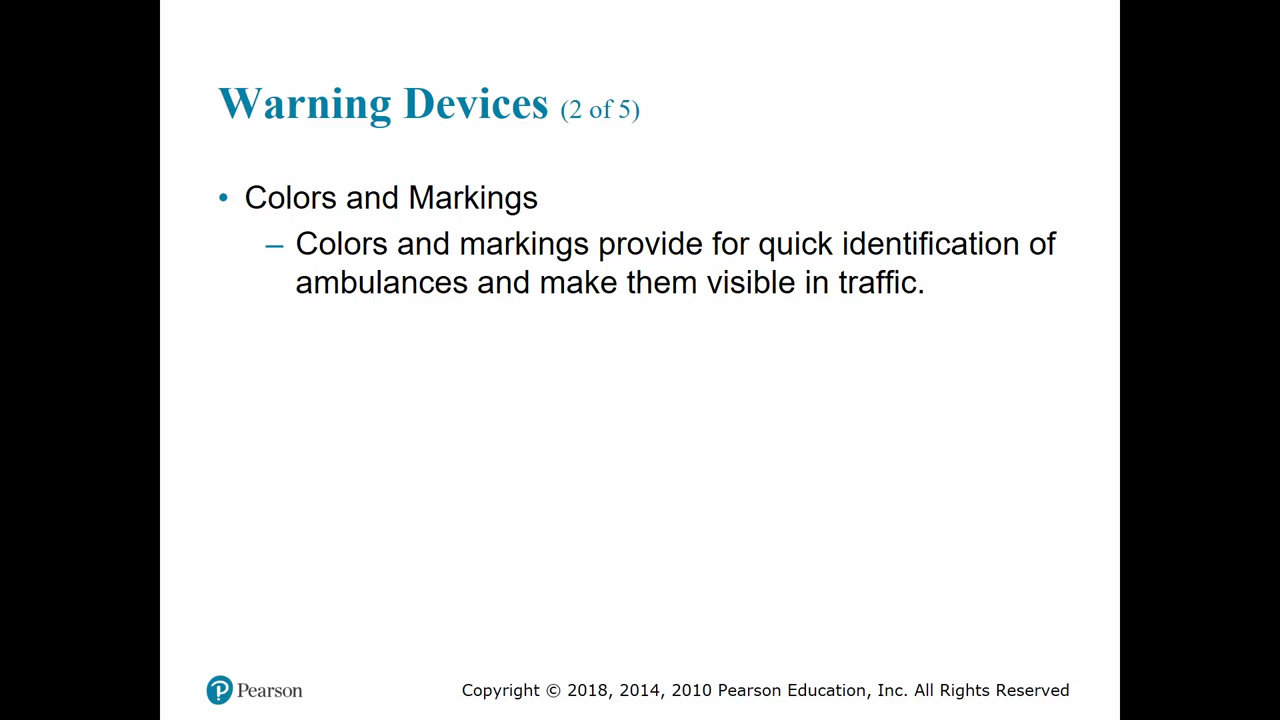 Warning Devices (2 of 5)
• Colors and Markings
– Colors and markings provide for quick identification of
ambulances and make them visible in traffic.
Pearson
Copyright © 2018, 2014, 2010 Pearson Education, Inc. All Rights Reserved